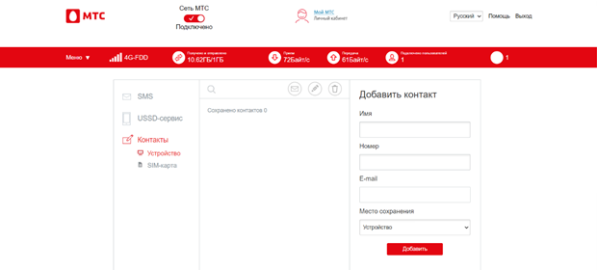 МТС
Сеть МТС
Подключено
Мой МТС
Личный кабинет
Русский
Помощь
Выход
Меню
4G-FDD
Получено и отправлено
10.62ГБ/1ГБ
Прием
72Байт/с
Передача
61Байт/с
Подключено пользователей
1
1
SMS
USSD-сервис
Контакты
Устройство
SIM-карта
Сохранено контактов 0
Добавить контакт
Имя
Номер
E-mail
Место сохранения
Устройство
Добавить